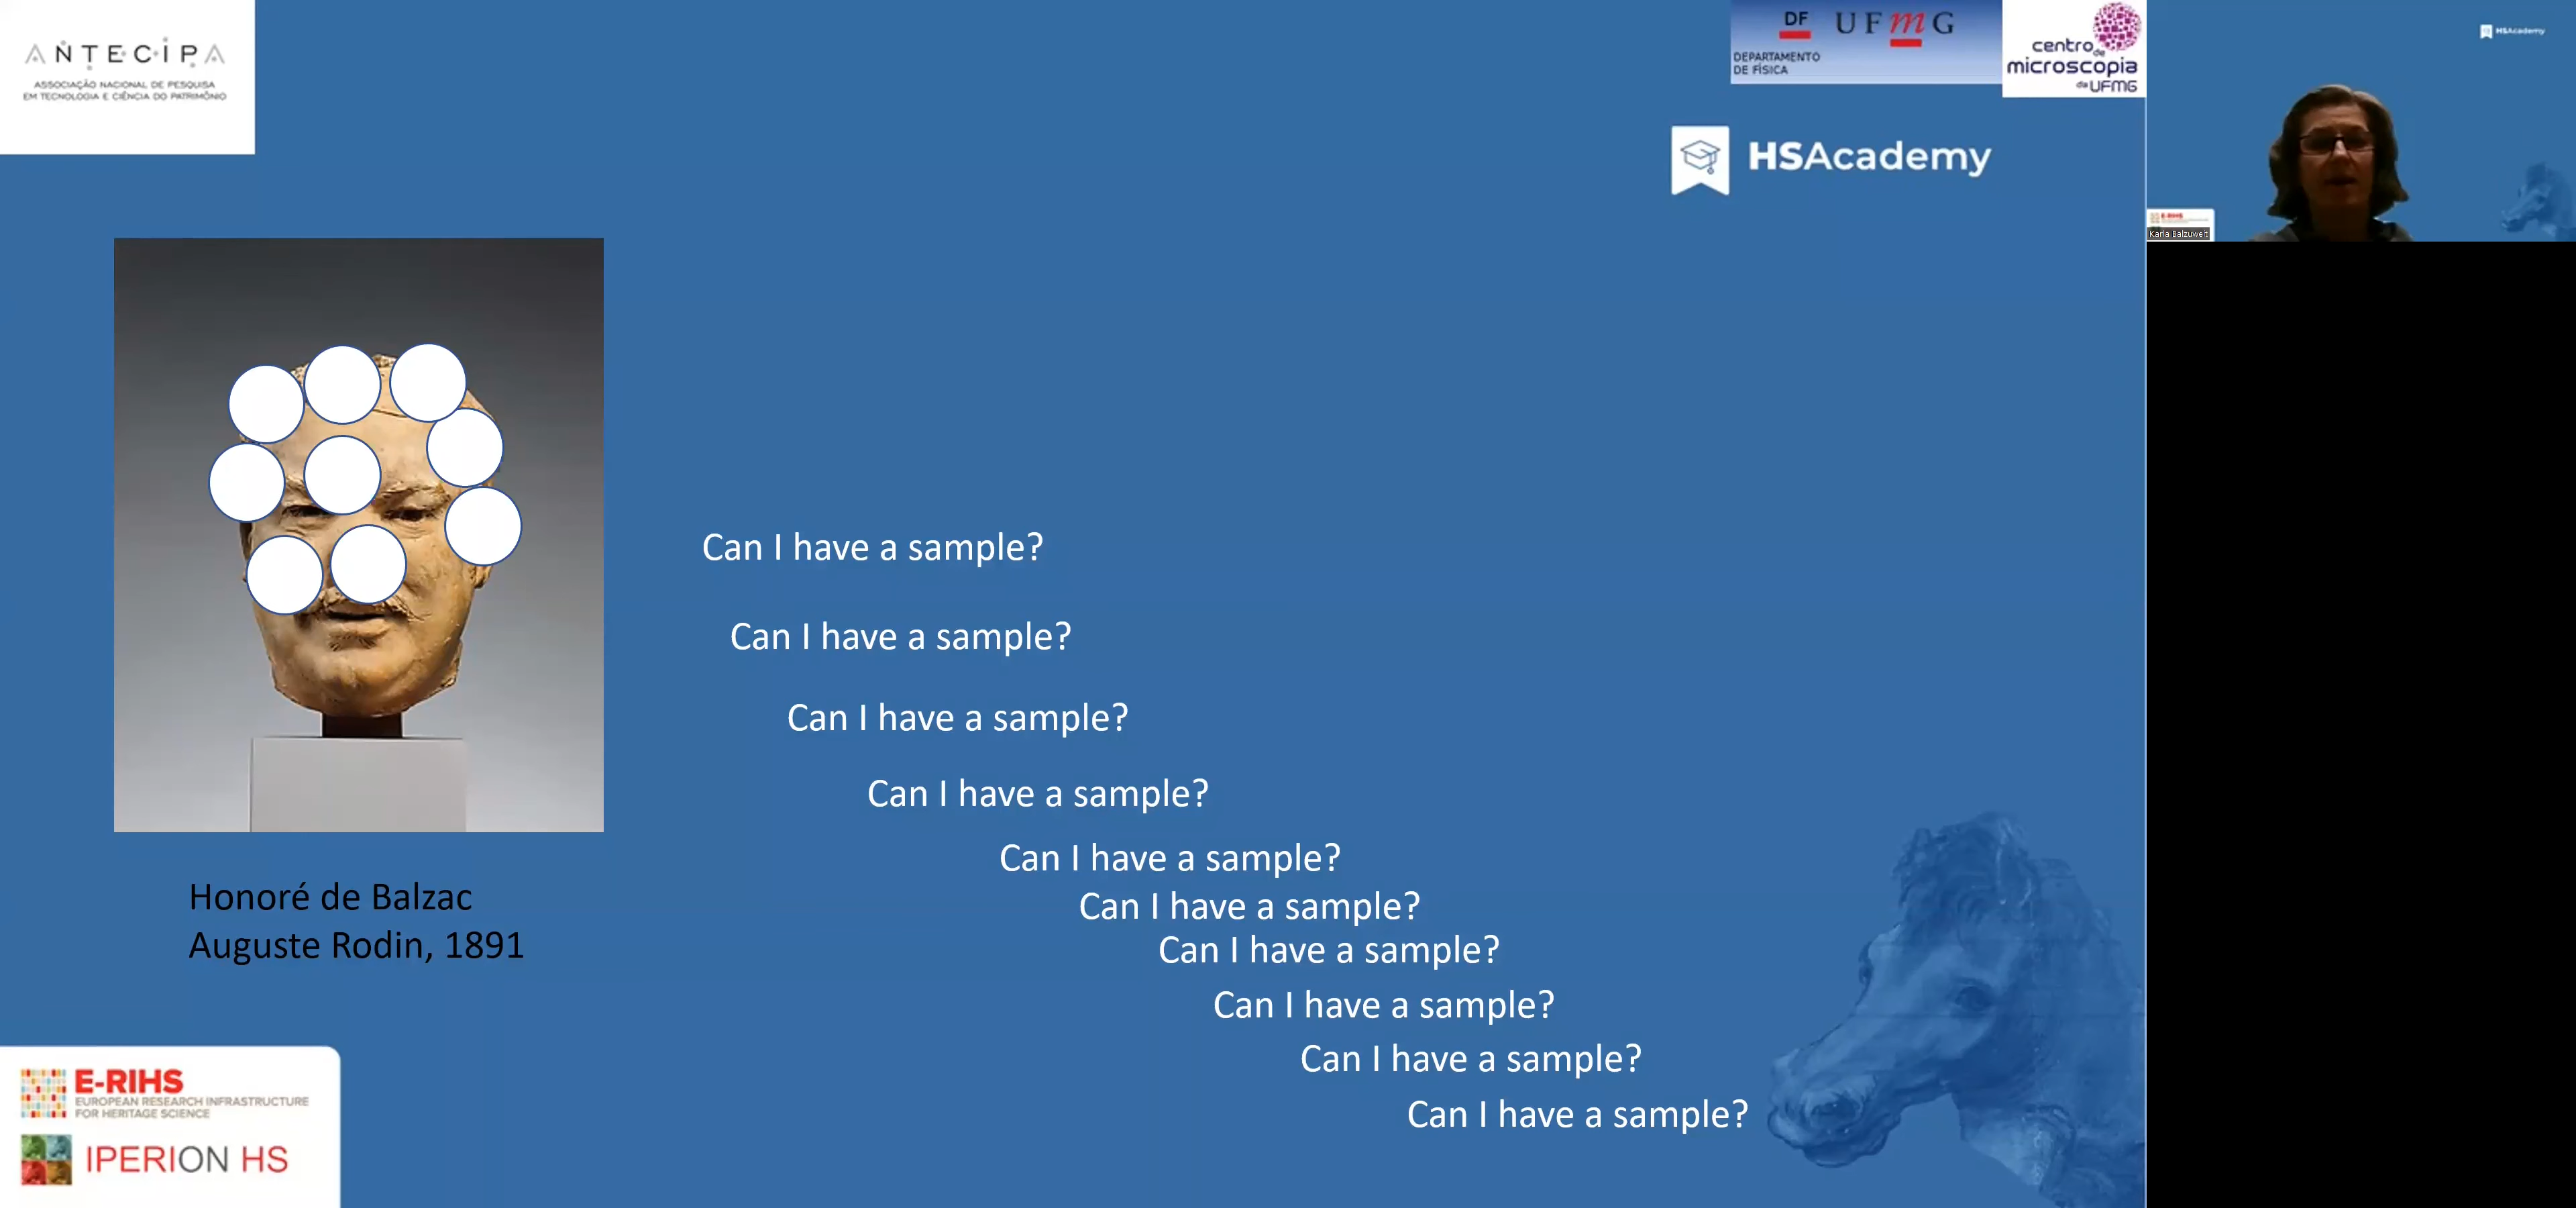 ANTECIPA
ASSOCIAÇÃO NACIONAL DE PESQUISA
EM TECNOLOGIA E CIÊNCIA DO PATRIMÔNIO
DF
UFmG
DEPARTAMENTO
DE FÍSICA
centro de
microscopia
da UFMG
HSAcademy
HSAcademy
E-RIHS
Karla Balzuweit
Can I have a sample?
Can I have a sample?
Can I have a sample?
Can I have a sample?
Can I have a sample?
Can I have a sample?
Can I have a sample?
Can I have a sample?
Can I have a sample?
Can I have a sample?
Honoré de Balzac
Auguste Rodin, 1891
E-RIHS
EUROPEAN RESEARCH INFRASTRUCTURE
FOR HERITAGE SCIENCE
IPERION HS